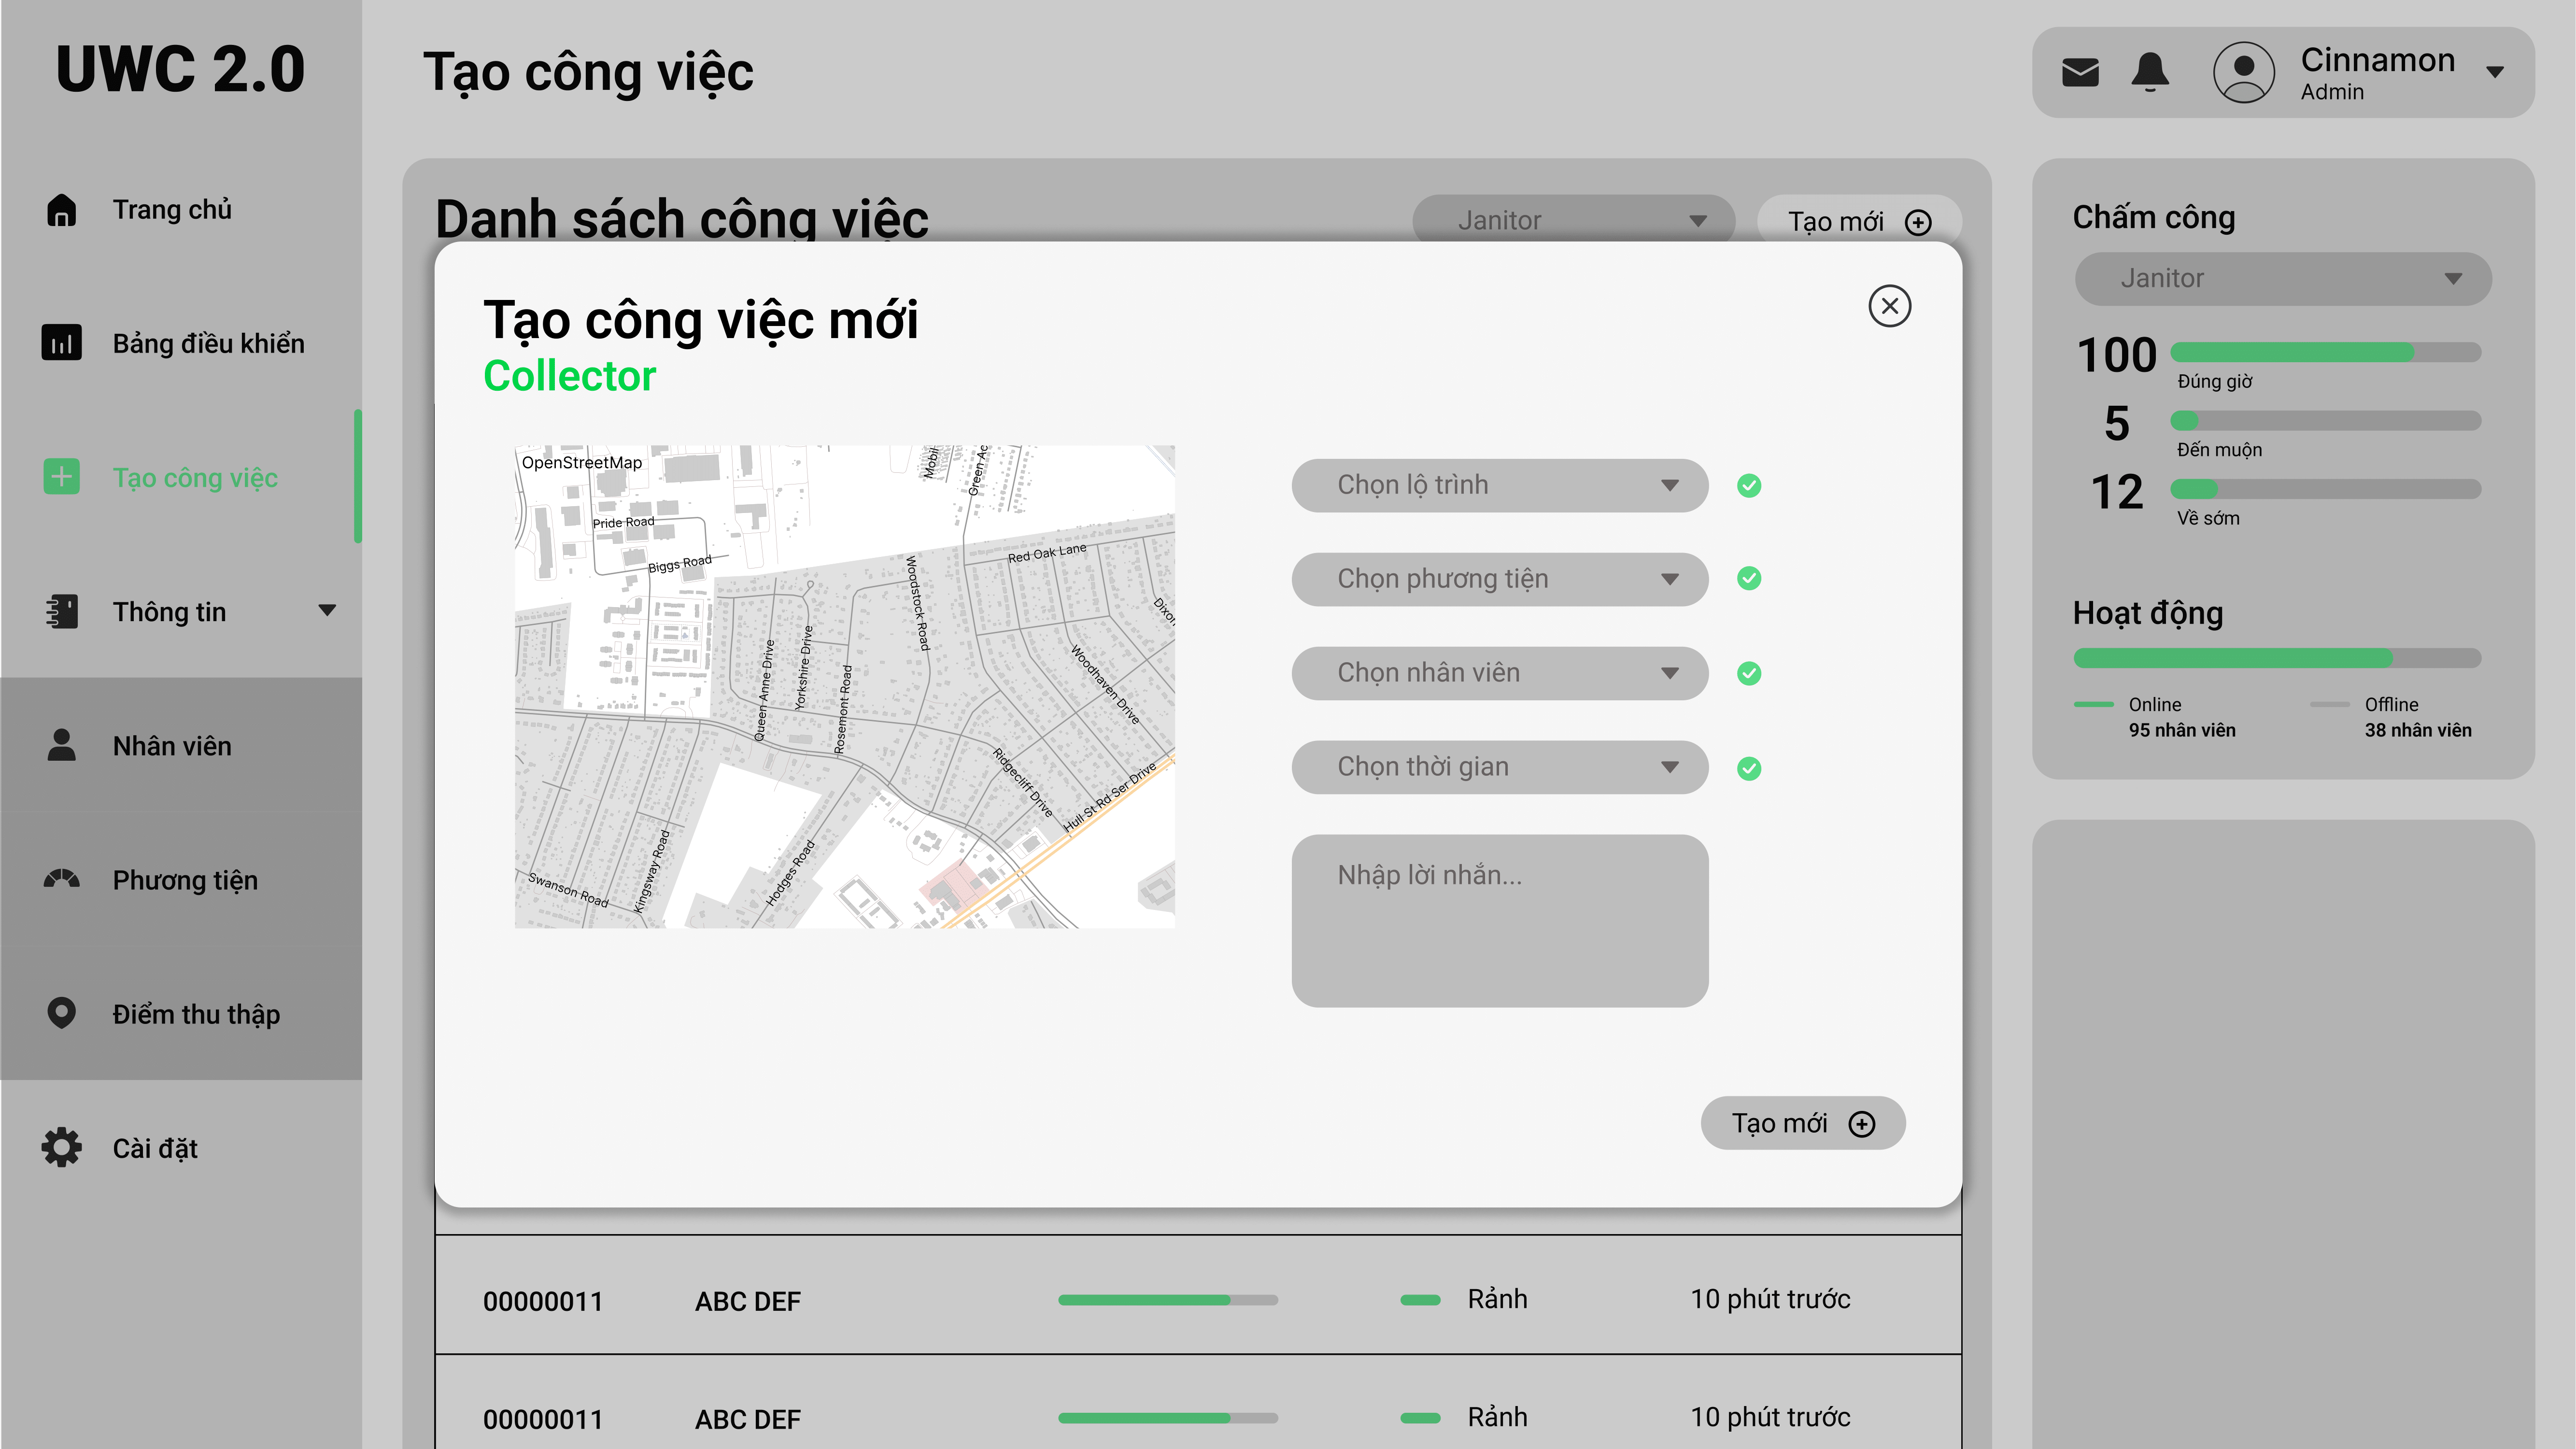 UWC 2.0
Trang chủ
Bảng điều khiển
Tạo công việc
Thông tin
Nhân viên
Phương tiện
Điểm thu thập
Cài đặt
Tạo công việc
Cinnamon
Admin
Danh sách công việc
Janitor
Tạo mới
Tạo công việc mới
Collector
OpenStreetMap
Mobil
Green Ac
Pride Road
Biggs Road
Red Oak Lane
Woodstock Road
Dixon
Queen Anne Drive
Yorkshire Drive
Rosemont Road
Woodhaven Drive
Ridgecliff Drive
Hull St Rd Ser Drive
Swanson Road
Kingsway Road
Hodges Road
Chọn lộ trình
Chọn phương tiện
Chọn nhân viên
Chọn thời gian
Nhập lời nhắn...
Tạo mới
00000011 ABC DEF Rảnh 10 phút trước
00000011 ABC DEF Rảnh 10 phút trước
Chấm công
Janitor
100
Đúng giờ
5
Đến muộn
12
Về sớm
Hoạt động
Online Offline
95 nhân viên 38 nhân viên